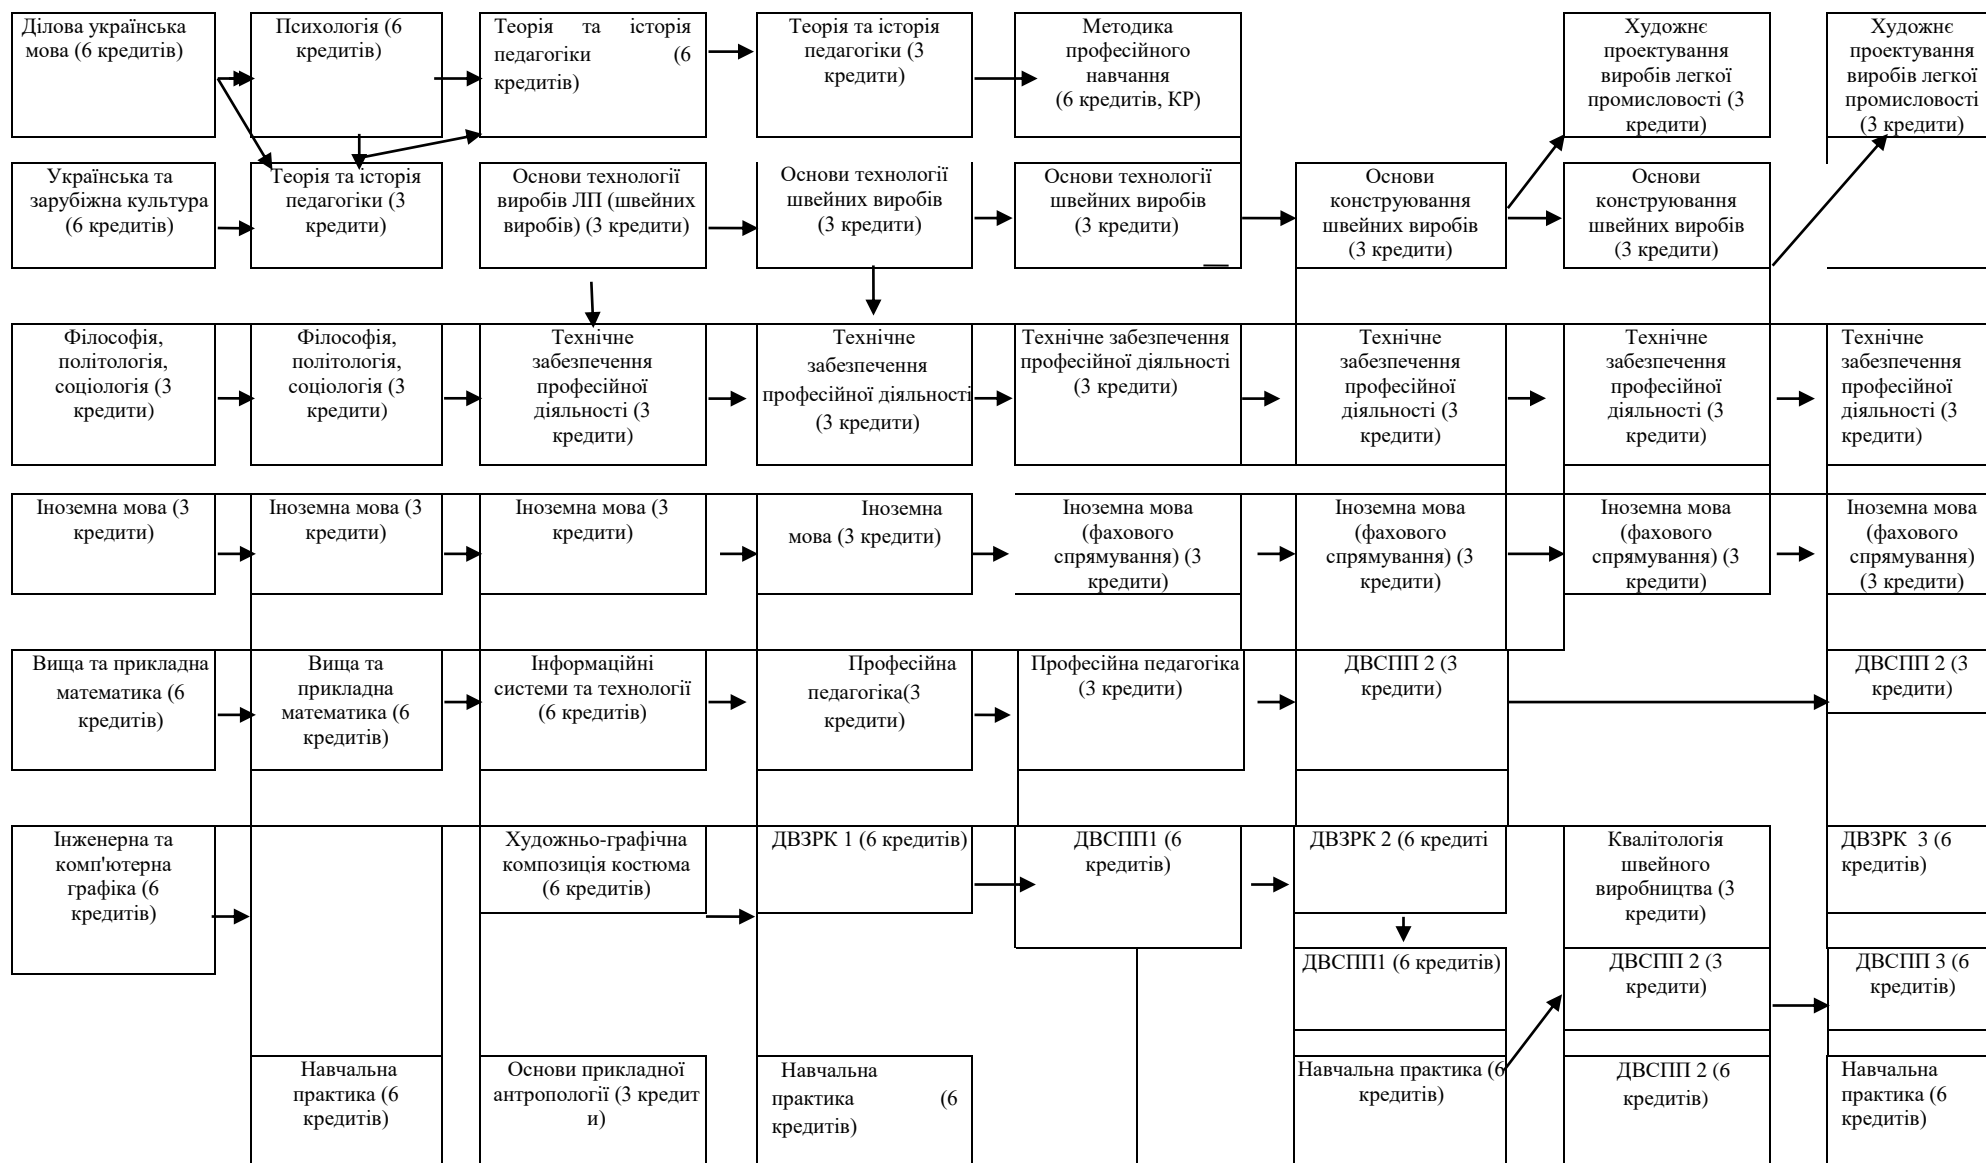 Ділова українська
мова (6 кредитів)
Психологія (6
кредитів)
Теорія та історія
педагогіки (6
кредитів)
Теорія та історія
педагогіки (3
кредити)
Методика
професійного
навчання
(6 кредитів, КР)
Художнє
проектування
виробів легкої
промисловості (3
кредити)
Художнє
проектування
виробів легкої
промисловості
(3 кредити)
Українська та
зарубіжна культура
(6 кредитів)
Теорія та історія
педагогіки (3
кредити)
Основи технології
виробів ЛП (швейних
виробів) (3 кредити)
Основи технології
швейних виробів
(3 кредити)
Основи технології
швейних виробів
(3 кредити)
Основи
конструювання
швейних виробів
(3 кредити)
Основи
конструювання
швейних виробів
(3 кредити)
Філософія,
політологія,
соціологія (3
кредити)
Філософія,
політологія,
соціологія (3
кредити)
Технічне
забезпечення
професійної
діяльності (3
кредити)
Технічне
забезпечення
професійної діяльності
(3 кредити)
Технічне забезпечення
професійної діяльності
(3 кредити)
Технічне
забезпечення
професійної
діяльності (3
кредити)
Технічне
забезпечення
професійної
діяльності (3
кредити)
Технічне
забезпечення
професійної
діяльності (3
кредити)
Іноземна мова (3
кредити)
Іноземна мова (3
кредити)
Іноземна мова (3
кредити)
Іноземна
мова (3 кредити)
Іноземна мова
(фахового
спрямування) (3
кредити)
Іноземна мова
(фахового
спрямування) (3
кредити)
Іноземна мова
(фахового
спрямування) (3
кредити)
Іноземна мова
(фахового
спрямування)
(3 кредити)
Вища та прикладна
математика (6
кредитів)
Вища та
прикладна
математика (6
кредитів)
Інформаційні
системи та технології
(6 кредитів)
Професійна
педагогіка(3
кредити)
Професійна педагогіка
(3 кредити)
ДВСПП 2 (3
кредити)
ДВСПП 2 (3
кредити)
Інженерна та
комп'ютерна
графіка (6
кредитів)
Художньо-графічна
композиція костюма
(6 кредитів)
ДВЗРК 1 (6 кредитів)
ДВСПП1 (6
кредитів)
ДВЗРК 2 (6 кредиті
Квалітологія
швейного
виробництва (3
кредити)
ДВЗРК 3 (6
кредитів)
ДВСПП1 (6 кредитів)
ДВСПП 2 (3
кредити)
ДВСПП 3 (6
кредитів)
Навчальна
практика (6
кредитів)
Основи прикладної
антропології (3 кредит
и)
Навчальна
практика (6
кредитів)
Навчальна практика (6
кредитів)
ДВСПП 2 (6
кредитів)
Навчальна
практика (6
кредитів)